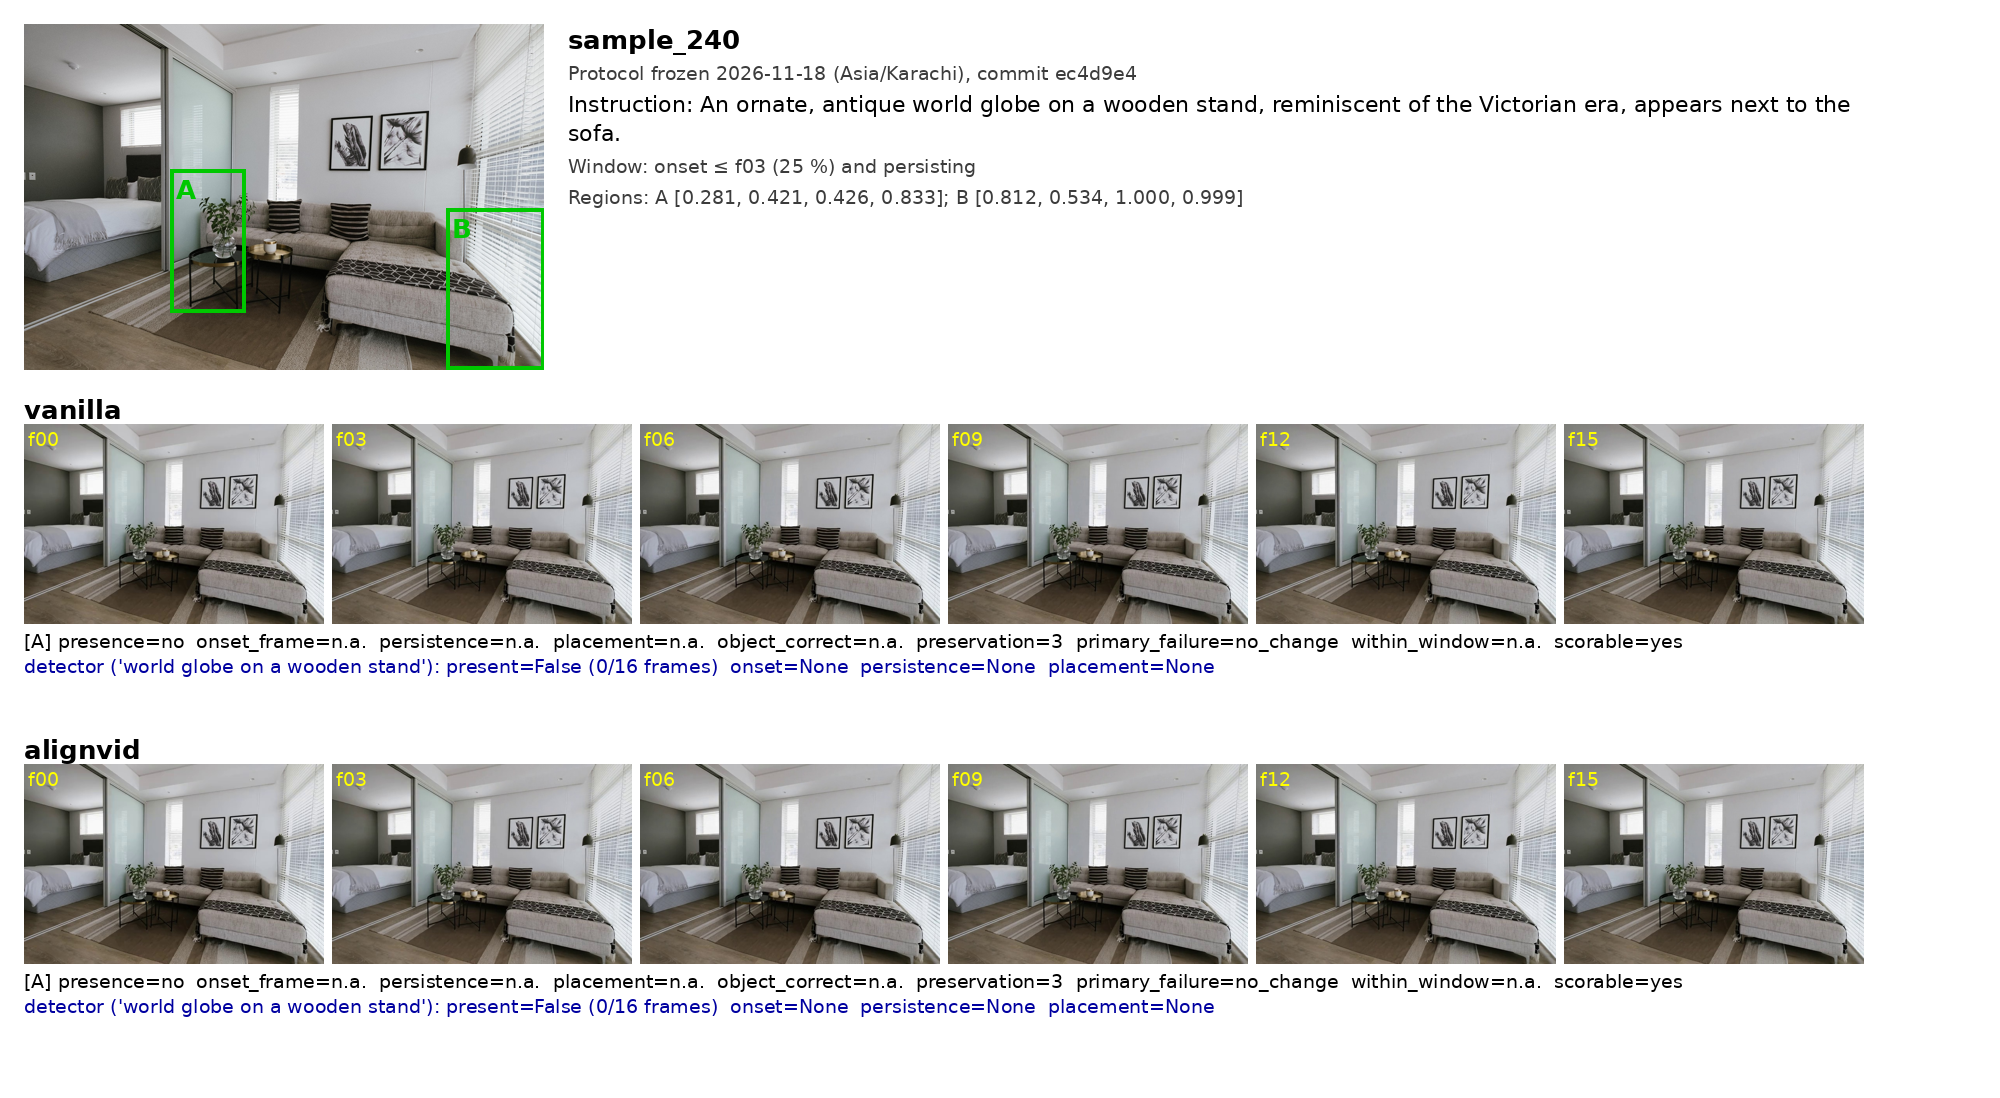 sample_240
Protocol frozen 2026-11-18 (Asia/Karachi), commit ec4d9e4
Instruction: An ornate, antique world globe on a wooden stand, reminiscent of the Victorian era, appears next to the
sofa.
Window: onset ≤ f03 (25 %) and persisting
Regions: A [0.281, 0.421, 0.426, 0.833]; B [0.812, 0.534, 1.000, 0.999]
A
B
vanilla
f00 f03 f06 f09 f12 f15
[A] presence=no onset_frame=n.a. persistence=n.a. placement=n.a. object_correct=n.a. preservation=3 primary_failure=no_change within_window=n.a. scorable=yes
detector ('world globe on a wooden stand'): present=False (0/16 frames) onset=None persistence=None placement=None
alignvid
f00 f03 f06 f09 f12 f15
[A] presence=no onset_frame=n.a. persistence=n.a. placement=n.a. object_correct=n.a. preservation=3 primary_failure=no_change within_window=n.a. scorable=yes
detector ('world globe on a wooden stand'): present=False (0/16 frames) onset=None persistence=None placement=None